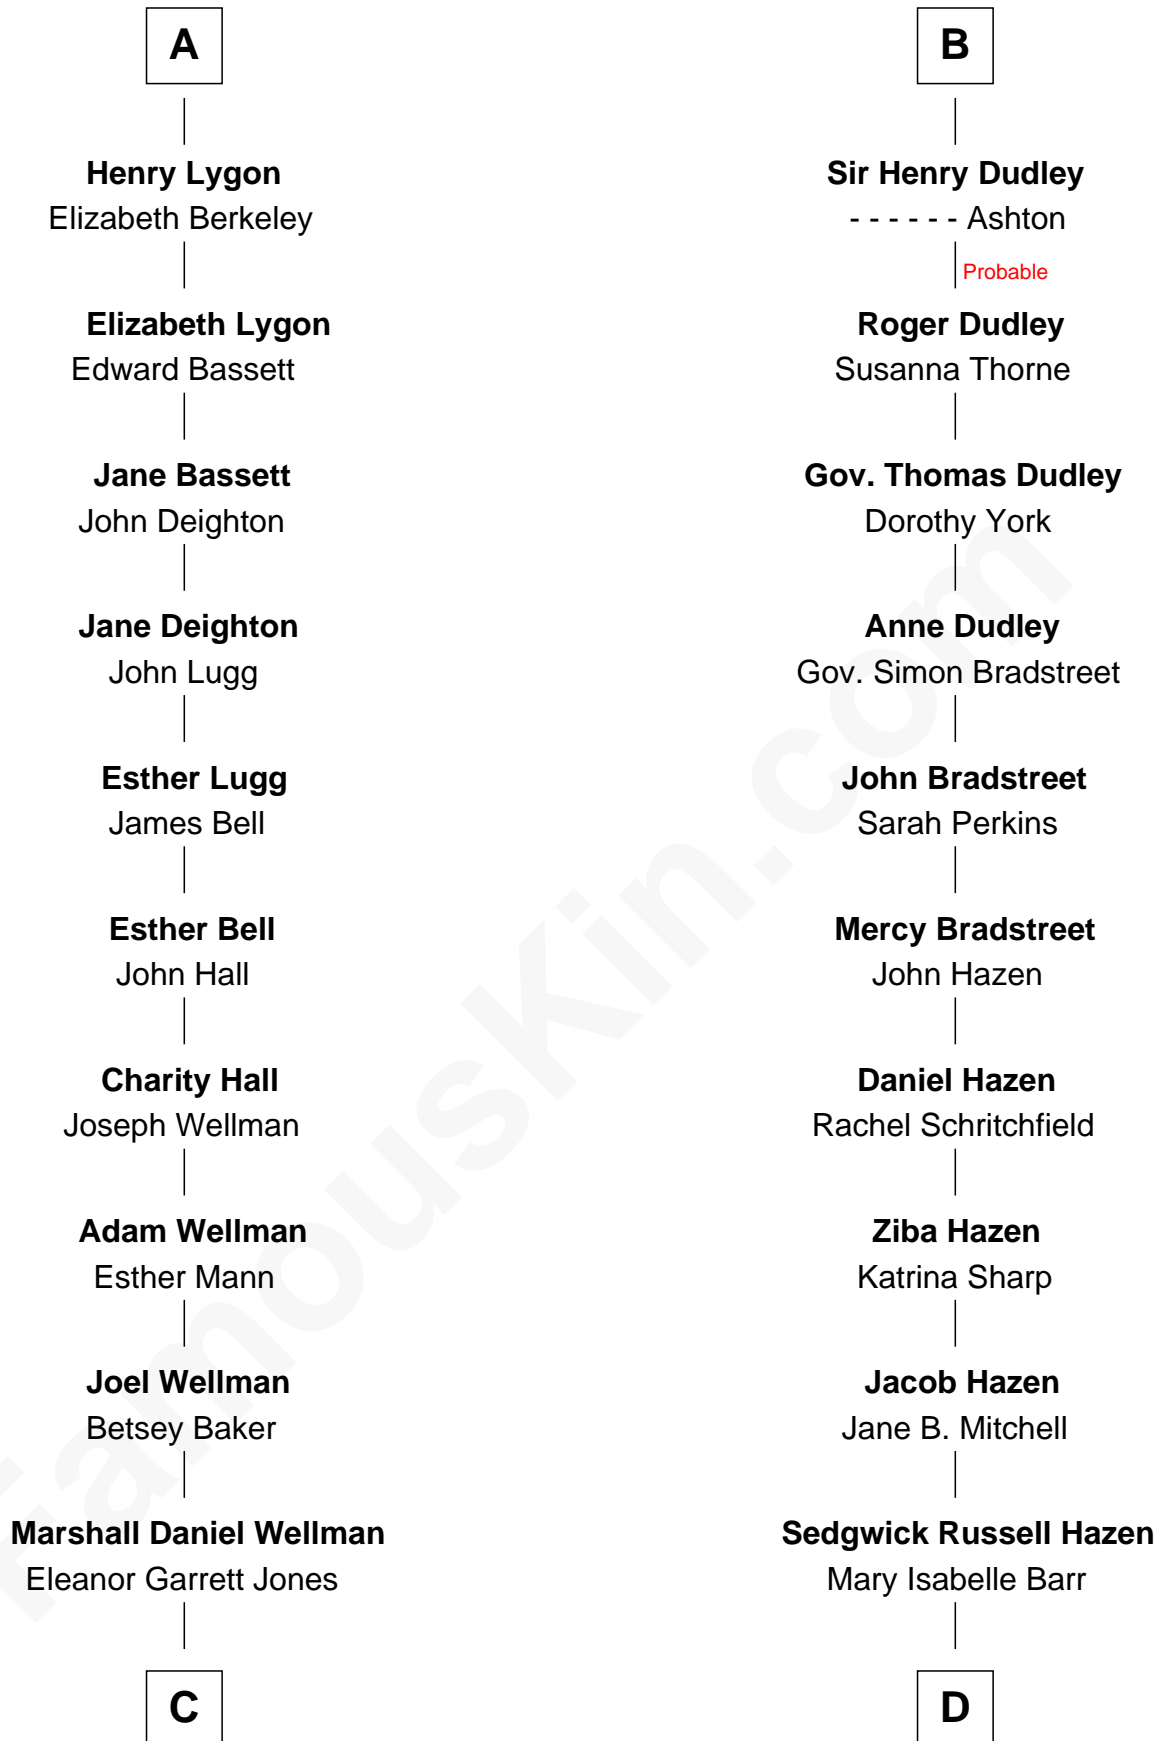 A
Henry Lygon
Elizabeth Berkeley
Elizabeth Lygon
Edward Bassett
Jane Bassett
John Deighton
Jane Deighton
John Lugg
Esther Lugg
James Bell
Esther Bell
John Hall
Charity Hall
Joseph Wellman
Adam Wellman
Esther Mann
Joel Wellman
Betsey Baker
Marshall Daniel Wellman
Eleanor Garrett Jones
C
B
Sir Henry Dudley
- - - - - - Ashton
Probable
Roger Dudley
Susanna Thorne
Gov. Thomas Dudley
Dorothy York
Anne Dudley
Gov. Simon Bradstreet
John Bradstreet
Sarah Perkins
Mercy Bradstreet
John Hazen
Daniel Hazen
Rachel Schritchfield
Ziba Hazen
Katrina Sharp
Jacob Hazen
Jane B. Mitchell
Sedgwick Russell Hazen
Mary Isabelle Barr
D
FamousKin.com